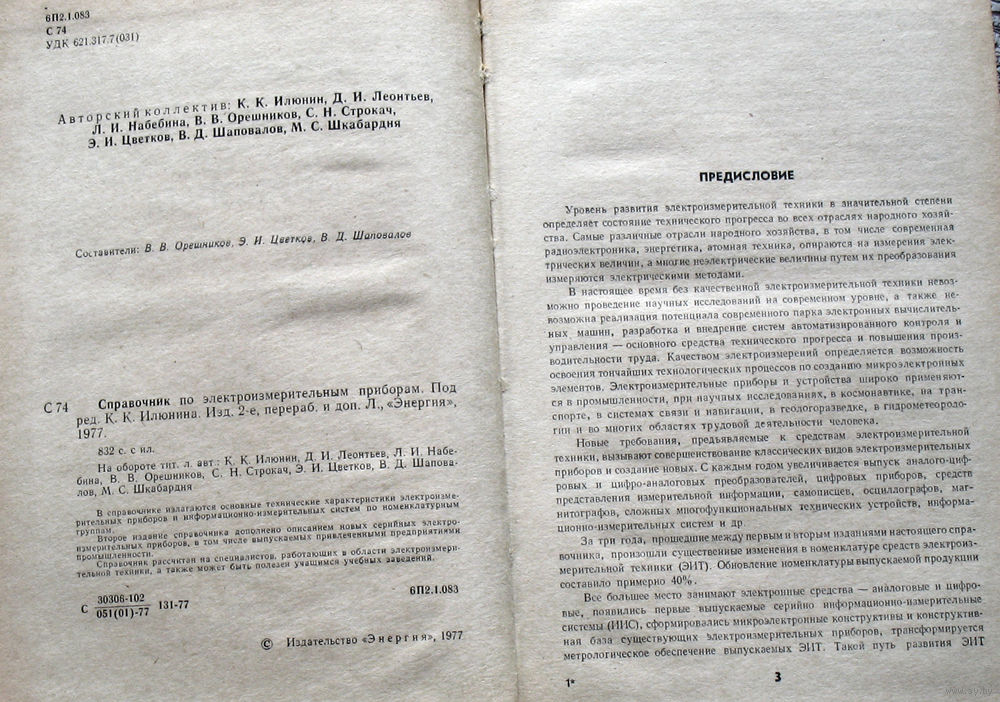 6П2.1.083
С 74
УДК 621.317.7(031)
Авторский коллектив: К. К. Илюнин, Д. И. Леонтьев,
Л. И. Набебина, В. В. Орешников, С. Н. Строкач,
Э. И. Цветков, В. Д. Шаповалов, М. С. Шкабардня
Составители: В. В. Орешников, Э. И. Цветков, В. Д. Шаповалов
С 74 Справочник по электроизмерительным приборам. Под
ред. К. К. Илюнина. Изд. 2-е, перераб. и доп. Л., «Энергия»,
1977.
832 с. с ил.
На обороте тит. л. авт.: К. К. Илюнин, Д. И. Леонтьев, Л. И. Набе-
бина, В. В. Орешников, С. Н. Строкач, Э. И. Цветков, В. Д. Шапова-
лов, М. С. Шкабардня
В справочнике излагаются основные технические характеристики электроизме-
рительных приборов и информационно-измерительных систем по номенклатурным
группам.
Второе издание справочника дополнено описанием новых серийных электро-
измерительных приборов, в том числе выпускаемых привлеченными предприятиями
промышленности.
Справочник рассчитан на специалистов, работающих в области электроизмери-
тельной техники, а также может быть полезен учащимся учебных заведений.
С 30306-102
051(01)-77 131-77
6П2.1.083
© Издательство «Энергия», 1977
ПРЕДИСЛОВИЕ
Уровень развития электроизмерительной техники в значительной степени
определяет состояние технического прогресса во всех отраслях народного хозяй-
ства. Самые различные отрасли народного хозяйства, в том числе современная
радиоэлектроника, энергетика, атомная техника, опираются на измерения элек-
трических величин, а многие неэлектрические величины путем их преобразования
измеряются электрическими методами.
В настоящее время без качественной электроизмерительной техники невоз-
можно проведение научных исследований на современном уровне, а также не-
возможна реализация потенциала современного парка электронных вычислитель-
ных машин, разработка и внедрение систем автоматизированного контроля и
управления — основного средства технического прогресса и повышения произ-
водительности труда. Качеством электроизмерений определяется возможность
освоения тончайших технологических процессов по созданию микроэлектронных
элементов. Электроизмерительные приборы и устройства широко применяют-
ся в промышленности, при научных исследованиях, в космонавтике, на тран-
спорте, в системах связи и навигации, в геологоразведке, в гидрометеороло-
гии и во многих областях трудовой деятельности человека.
Новые требования, предъявляемые к средствам электроизмерительной
техники, вызывают совершенствование классических видов электроизмерительных
приборов и создание новых. С каждым годом увеличивается выпуск аналого-циф-
ровых и цифро-аналоговых преобразователей, цифровых приборов, средств
представления измерительной информации, самописцев, осциллографов, маг-
нитографов, сложных многофункциональных технических устройств, информа-
ционно-измерительных систем и др.
За три года, прошедшие между первым и вторым изданиями настоящего спра-
вочника, произошли существенные изменения в номенклатуре средств электроиз-
мерительной техники (ЭИТ). Обновление номенклатуры выпускаемой продукции
составило примерно 40%.
Все большее место занимают электронные средства — аналоговые и цифро-
вые, появились первые выпускаемые серийно информационно-измерительные
системы (ИИС), сформировались микроэлектронные конструктивы и конструктив-
ная база существующих электроизмерительных приборов, трансформируется
метрологическое обеспечение выпускаемых ЭИТ. Такой путь развития ЭИТ
1*
3
www.ay.by